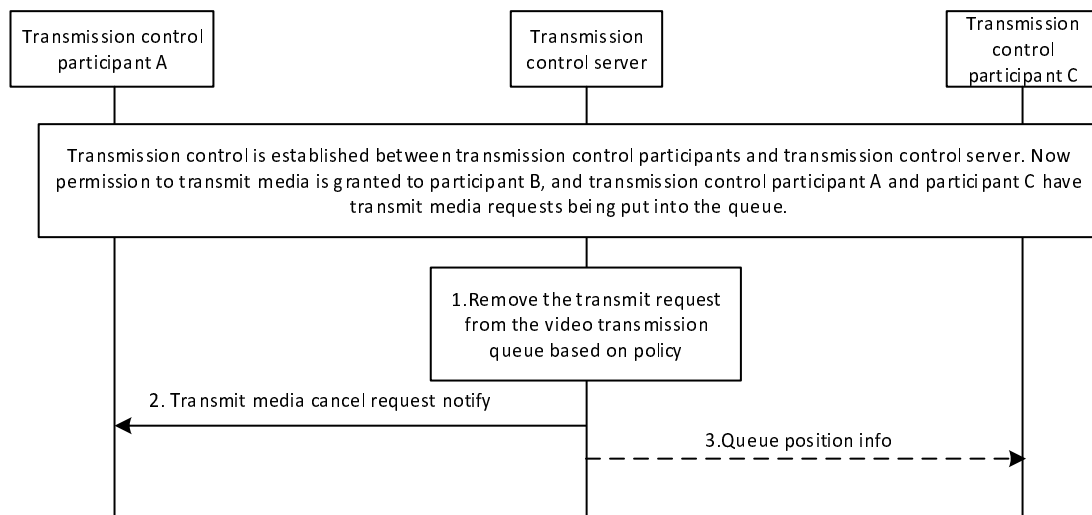 Transmission control
participant A
Transmission
control server
Transmission
control
participant C
Transmission control is established between transmission control participants and transmission control server. Now
permission to transmit media is granted to participant B, and transmission control participant A and participant C have
transmit media requests being put into the queue.
1.Remove the transmit request
from the video transmission
queue based on policy
2. Transmit media cancel request notify
3.Queue position info